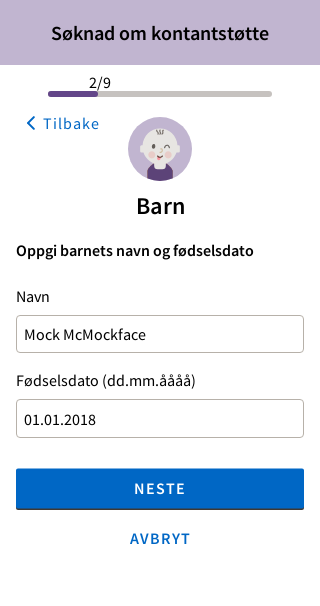 Søknad om kontantstøtte
2/9
Tilbake
Barn
Oppgi barnets navn og fødselsdato
Navn
Mock McMockface
Fødselsdato (dd.mm.åååå)
01.01.2018
NESTE
AVBRYT